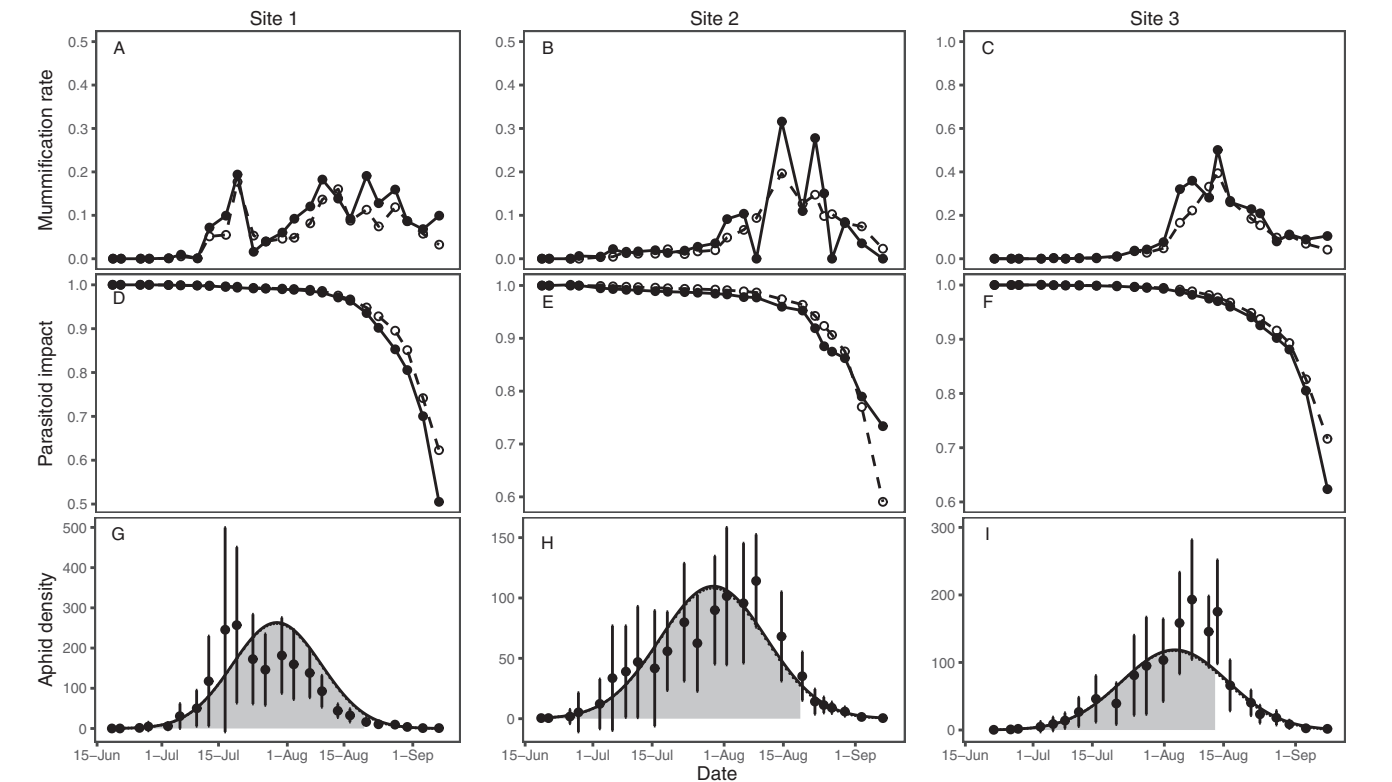 Site 1 Site 2 Site 3
Mummification rate
A
0.5
0.4
0.3
0.2
0.1
0.0
B
0.5
0.4
0.3
0.2
0.1
0.0
C
1.0
0.8
0.6
0.4
0.2
0.0
Parasitoid impact
D
1.0
0.9
0.8
0.7
0.6
0.5
E
1.0
0.9
0.8
0.7
0.6
F
1.0
0.9
0.8
0.7
0.6
Aphid density
G
500
400
300
200
100
0
H
150
100
50
0
I
300
200
100
0
15–Jun 1–Jul 15–Jul 1–Aug 15–Aug 1–Sep
15–Jun 1–Jul 15–Jul 1–Aug 15–Aug 1–Sep
15–Jun 1–Jul 15–Jul 1–Aug 15–Aug 1–Sep
Date